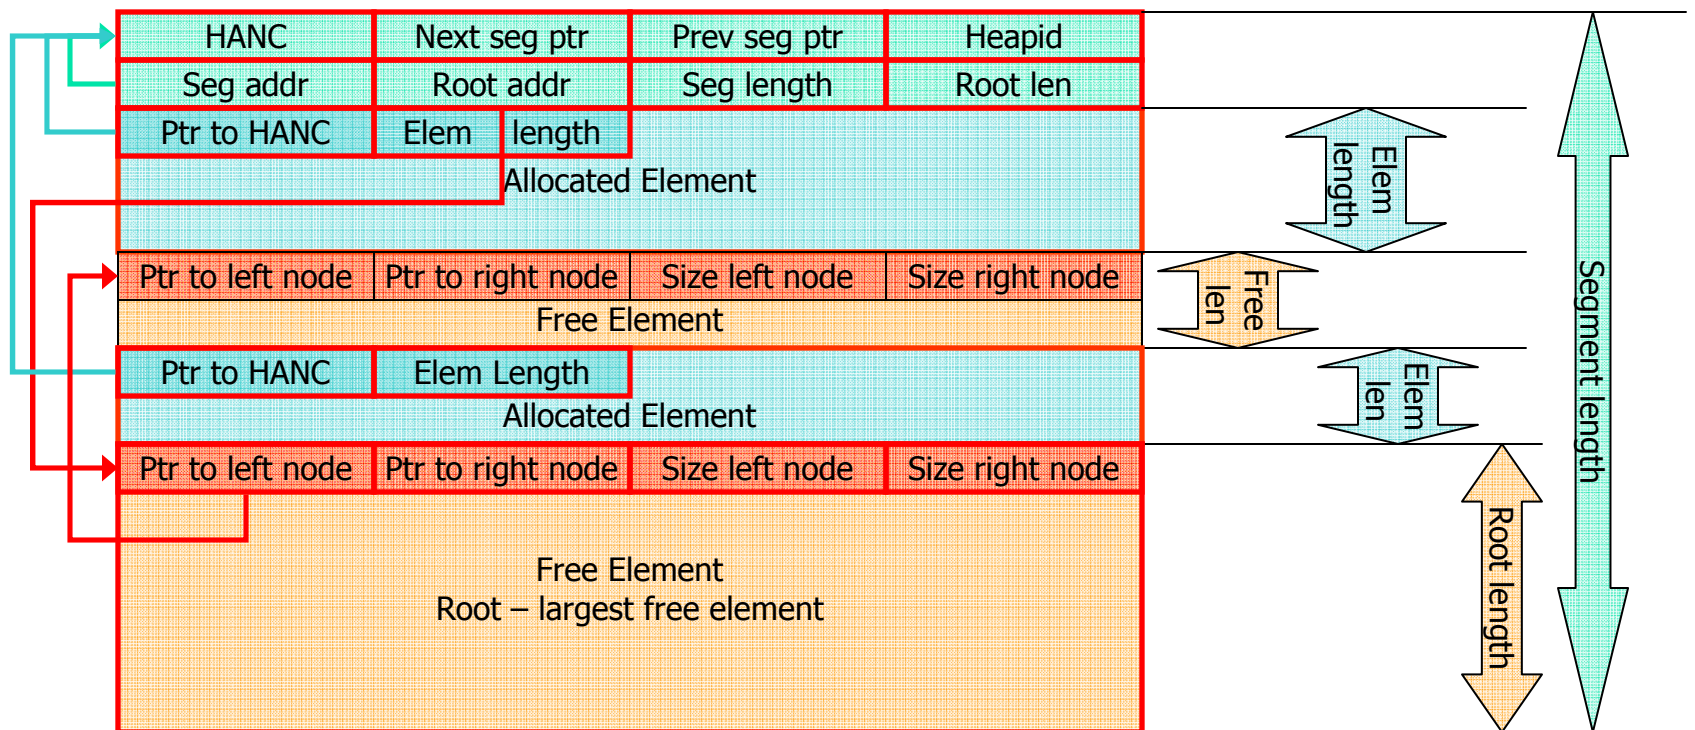 HANC Next seg ptr Prev seg ptr Heapid
Seg addr Root addr Seg length Root len
Ptr to HANC Elem length
Allocated Element
Elem
length
Ptr to left node Ptr to right node Size left node Size right node
Free Element
Free
len
Ptr to HANC Elem Length
Allocated Element
Elem
len
Ptr to left node Ptr to right node Size left node Size right node
Free Element
Root – largest free element
Root length
Segment length